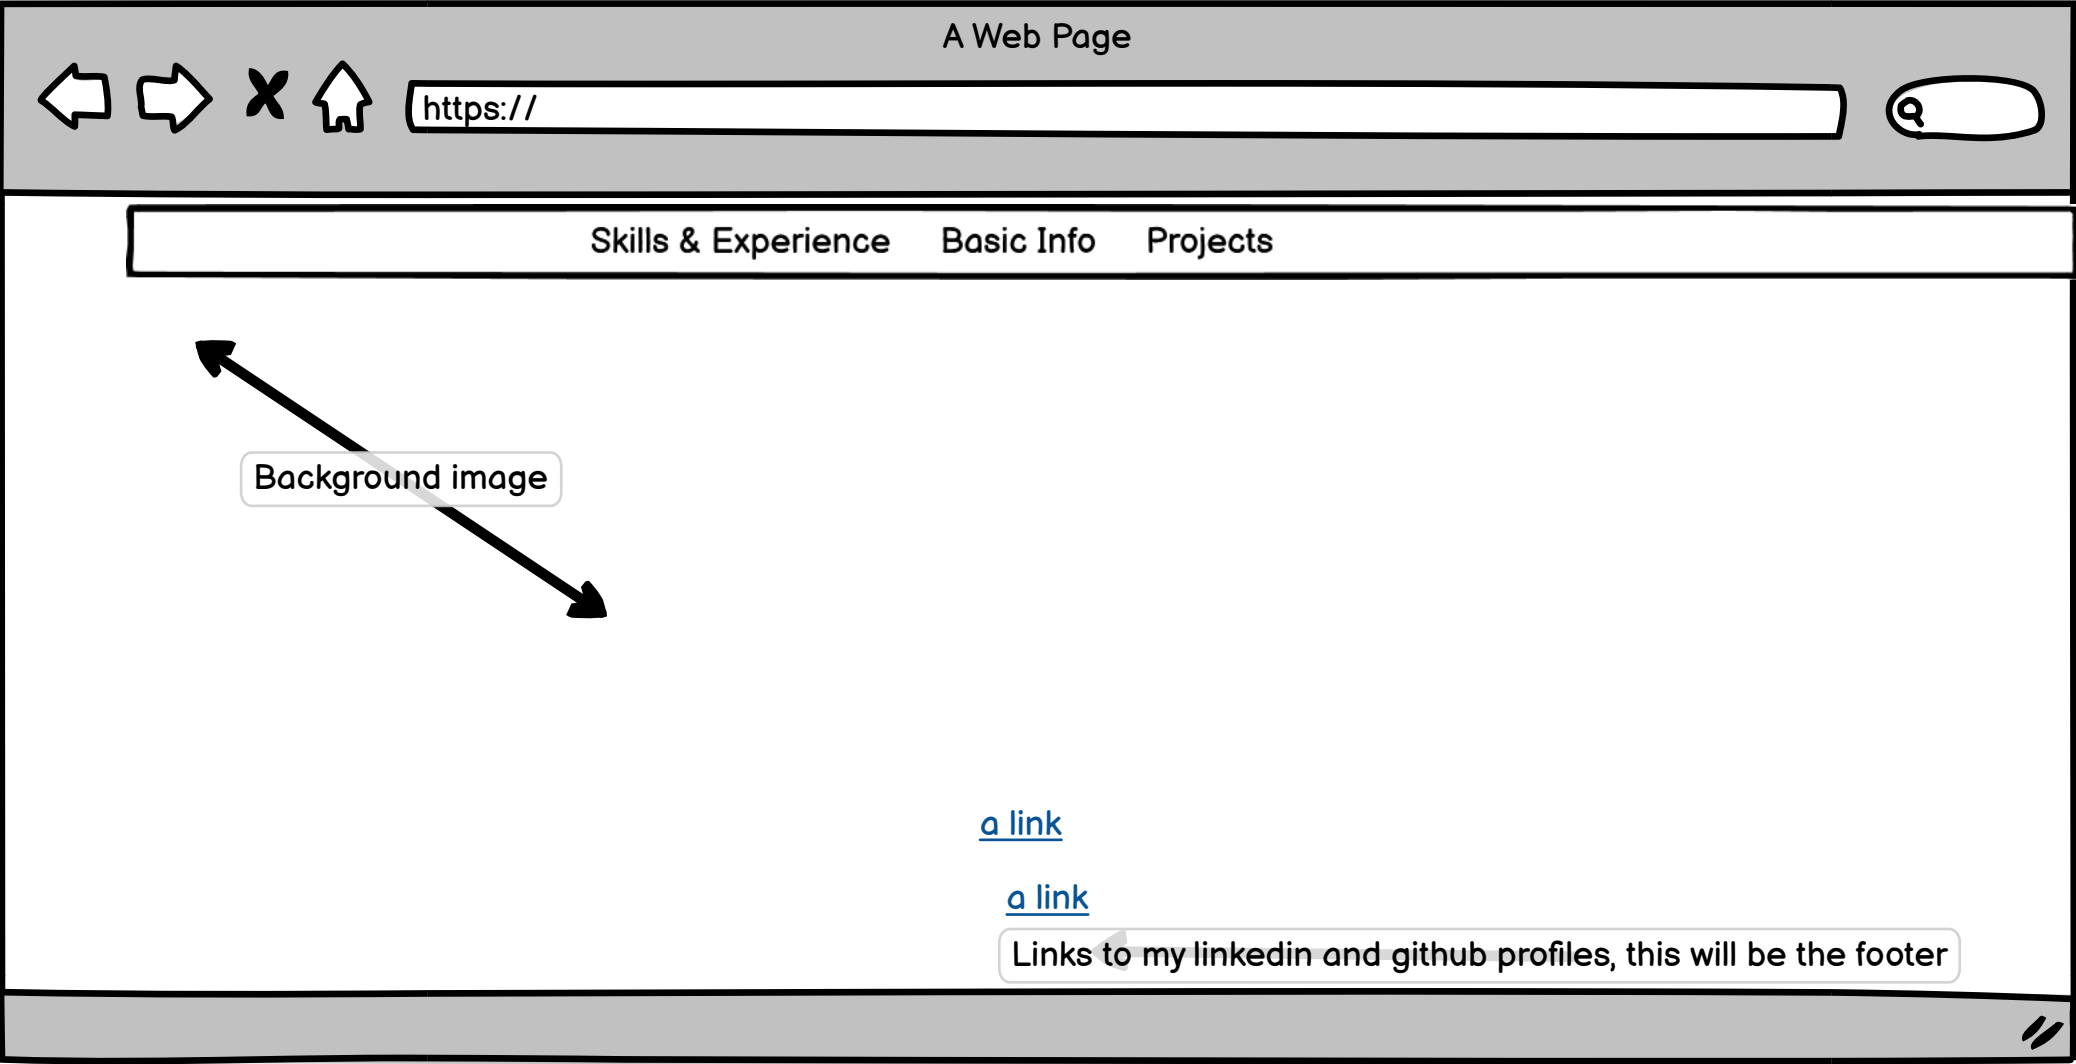 A Web Page
https://
Skills & Experience Basic Info Projects
Background image
a link
a link
Links to my linkedin and github profiles, this will be the footer